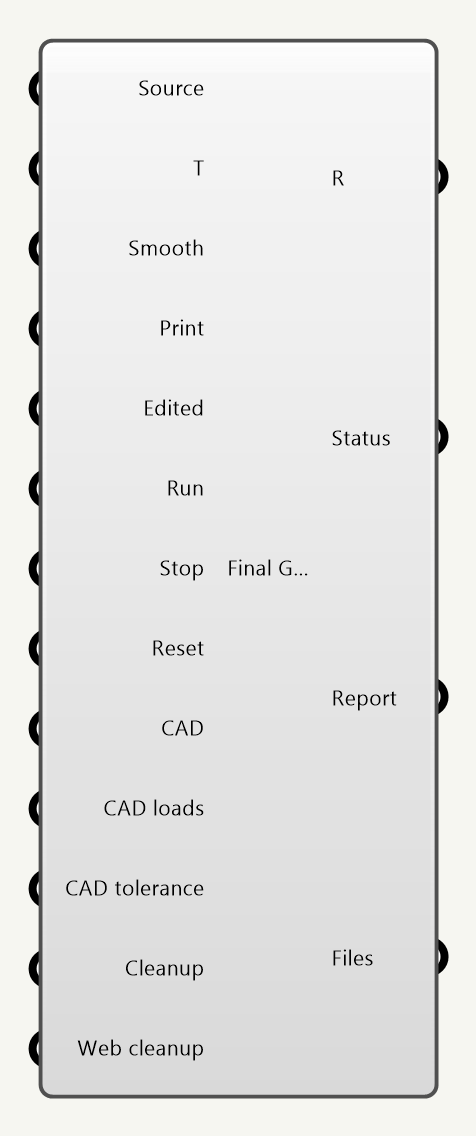 Source
T
Smooth
Print
Edited
Run
Stop
Reset
CAD
CAD loads
CAD tolerance
Cleanup
Web cleanup
Final G...
R
Status
Report
Files